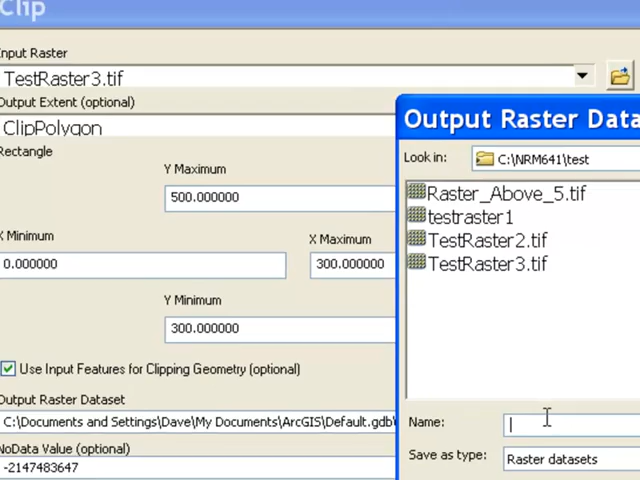 Clip
Input Raster
TestRaster3.tif
Output Extent (optional)
ClipPolygon
Rectangle
Y Maximum
500.000000
X Minimum
0.000000
X Maximum
300.000000
Y Minimum
300.000000
Use Input Features for Clipping Geometry (optional)
Output Raster Dataset
C:\Documents and Settings\Dave\My Documents\ArcGIS\Default.gdb\
NoData Value (optional)
-2147483647
Output Raster Data
Look in:
C:\NRM641\test
Raster_Above_5.tif
testraster1
TestRaster2.tif
TestRaster3.tif
Name:
Save as type:
Raster datasets